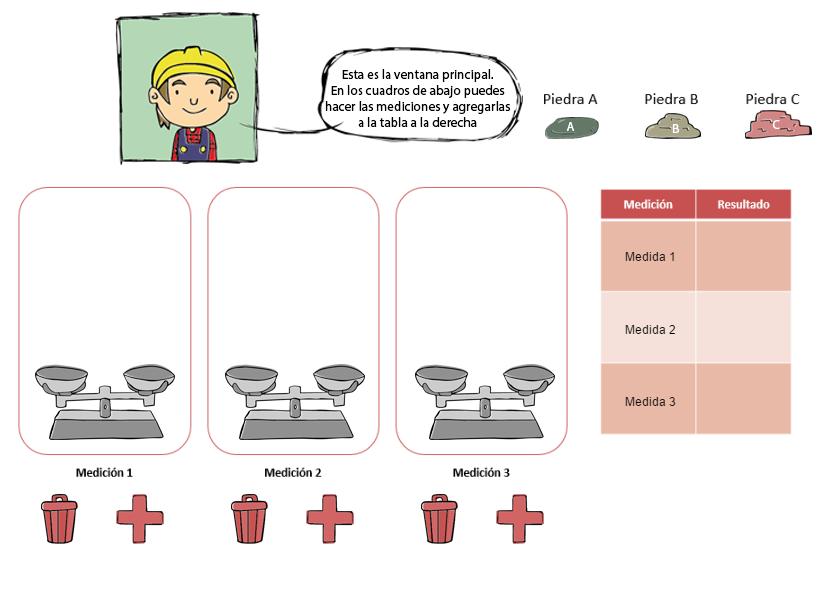 Esta es la ventana principal.
En los cuadros de abajo puedes
hacer las mediciones y agregarlas
a la tabla a la derecha
Piedra A
Piedra B
Piedra C
A
B
C
Medición
Resultado
Medida 1
Medida 2
Medida 3
Medición 1
Medición 2
Medición 3